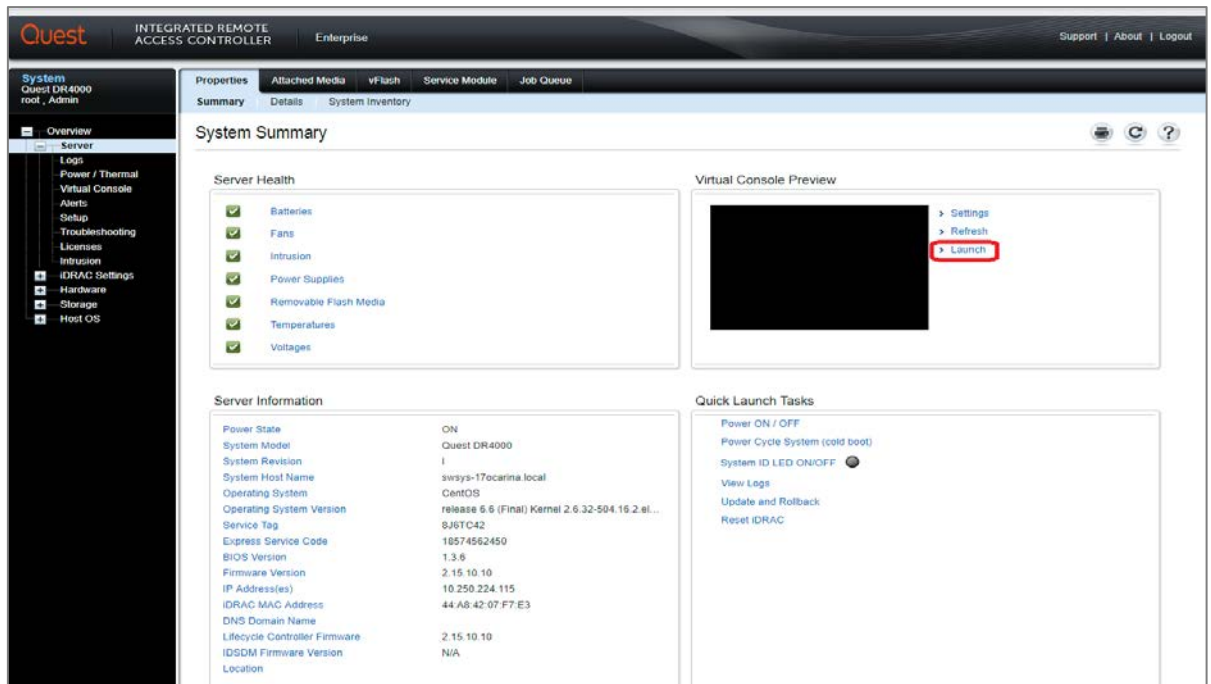 Quest
INTEGRATED REMOTE
ACCESS CONTROLLER
Enterprise
Support | About | Logout
System
Quest DR4000
root , Admin
Properties
Attached Media
vFlash
Service Module
Job Queue
Summary
Details
System Inventory
Overview
Server
Logs
Power / Thermal
Virtual Console
Alerts
Setup
Troubleshooting
Licenses
Intrusion
iDRAC Settings
Hardware
Storage
Host OS
System Summary
Server Health
Batteries
Fans
Intrusion
Power Supplies
Removable Flash Media
Temperatures
Voltages
Virtual Console Preview
Settings
Refresh
Launch
Server Information
Power State ON
System Model Quest DR4000
System Revision I
System Host Name swsys-17ocarina.local
Operating System CentOS
Operating System Version release 6.6 (Final) Kernel 2.6.32-504.16.2.el...
Service Tag 8J6TC42
Express Service Code 18574562450
BIOS Version 1.3.6
Firmware Version 2.15.10.10
IP Address(es) 10.250.224.115
iDRAC MAC Address 44:A8:42:07:F7:E3
DNS Domain Name
Lifecycle Controller Firmware 2.15.10.10
IDSDM Firmware Version N/A
Location
Quick Launch Tasks
Power ON / OFF
Power Cycle System (cold boot)
System ID LED ON/OFF
View Logs
Update and Rollback
Reset iDRAC